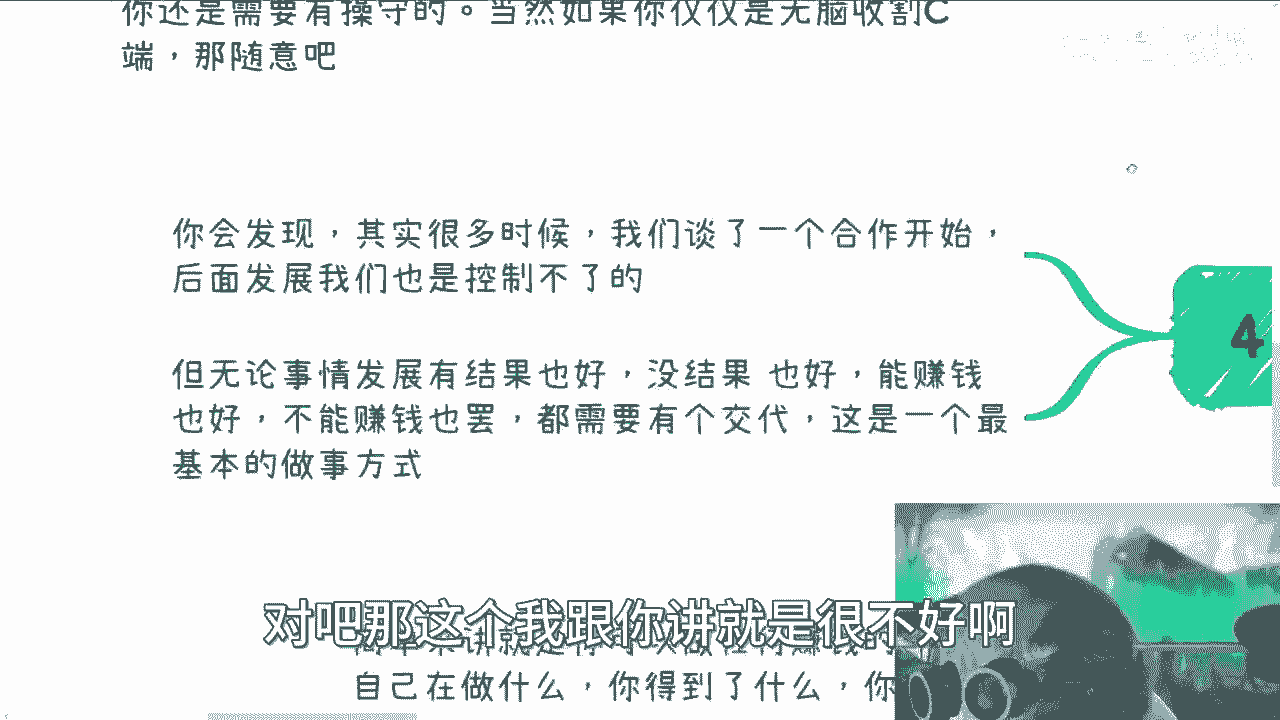 你还是需要有操守的。当然如果你仅仅是无脑收割C
端，那随意吧
你会发现，其实很多时候，我们谈了一个合作开始，
后面发展我们也是控制不了的
4
但无论事情发展有结果也好，没结果 也好，能赚钱
也好，不能赚钱也罢，都需要有个交代，这是一个最
基本的做事方式
对吧那这个我跟你讲就是很不好啊
自己在做什么，你得到了什么，你